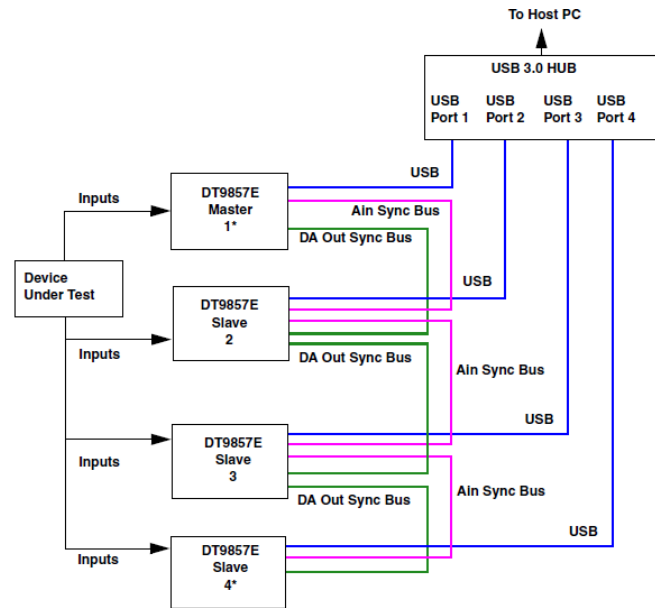 To Host PC
USB 3.0 HUB
USB USB USB USB
Port 1 Port 2 Port 3 Port 4
USB
DT9857E
Master
1*
Inputs
Ain Sync Bus
DA Out Sync Bus
Device
Under Test
USB
DT9857E
Slave
2
Inputs
DA Out Sync Bus
Ain Sync Bus
USB
DT9857E
Slave
3
Inputs
DA Out Sync Bus
Ain Sync Bus
USB
DT9857E
Slave
4*
Inputs